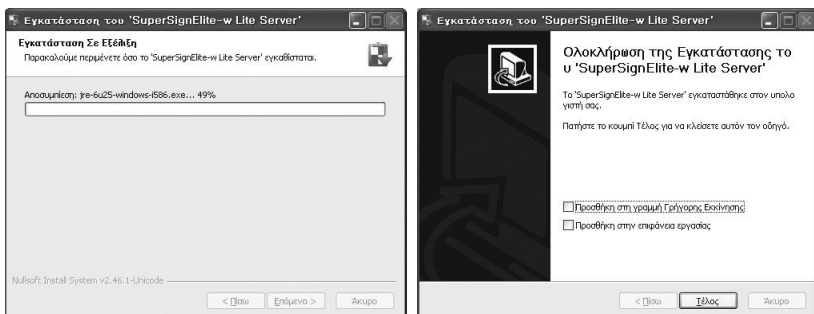 Εγκατάσταση του 'SuperSignElite-w Lite Server'
Εγκατάσταση Σε Εξέλιξη
Παρακαλούμε περιμένετε όσο το 'SuperSignElite-w Lite Server' εγκαθίσταται.
Αποσυμπίεση: jre-6u25-windows-i586.exe... 49%
Nullsoft Install System v2.46.1-Unicode
< Πίσω
Επόμενο >
Άκυρο
Εγκατάσταση του 'SuperSignElite-w Lite Server'
Ολοκλήρωση της Εγκατάστασης το
υ 'SuperSignElite-w Lite Server'
Το 'SuperSignElite-w Lite Server' εγκαταστάθηκε στον υπολο
γιστή σας.
Πατήστε το κουμπί Τέλος για να κλείσετε αυτόν τον οδηγό.
Προσθήκη στη γραμμή Γρήγορης Εκκίνησης
Προσθήκη στην επιφάνεια εργασίας
< Πίσω
Τέλος
Άκυρο